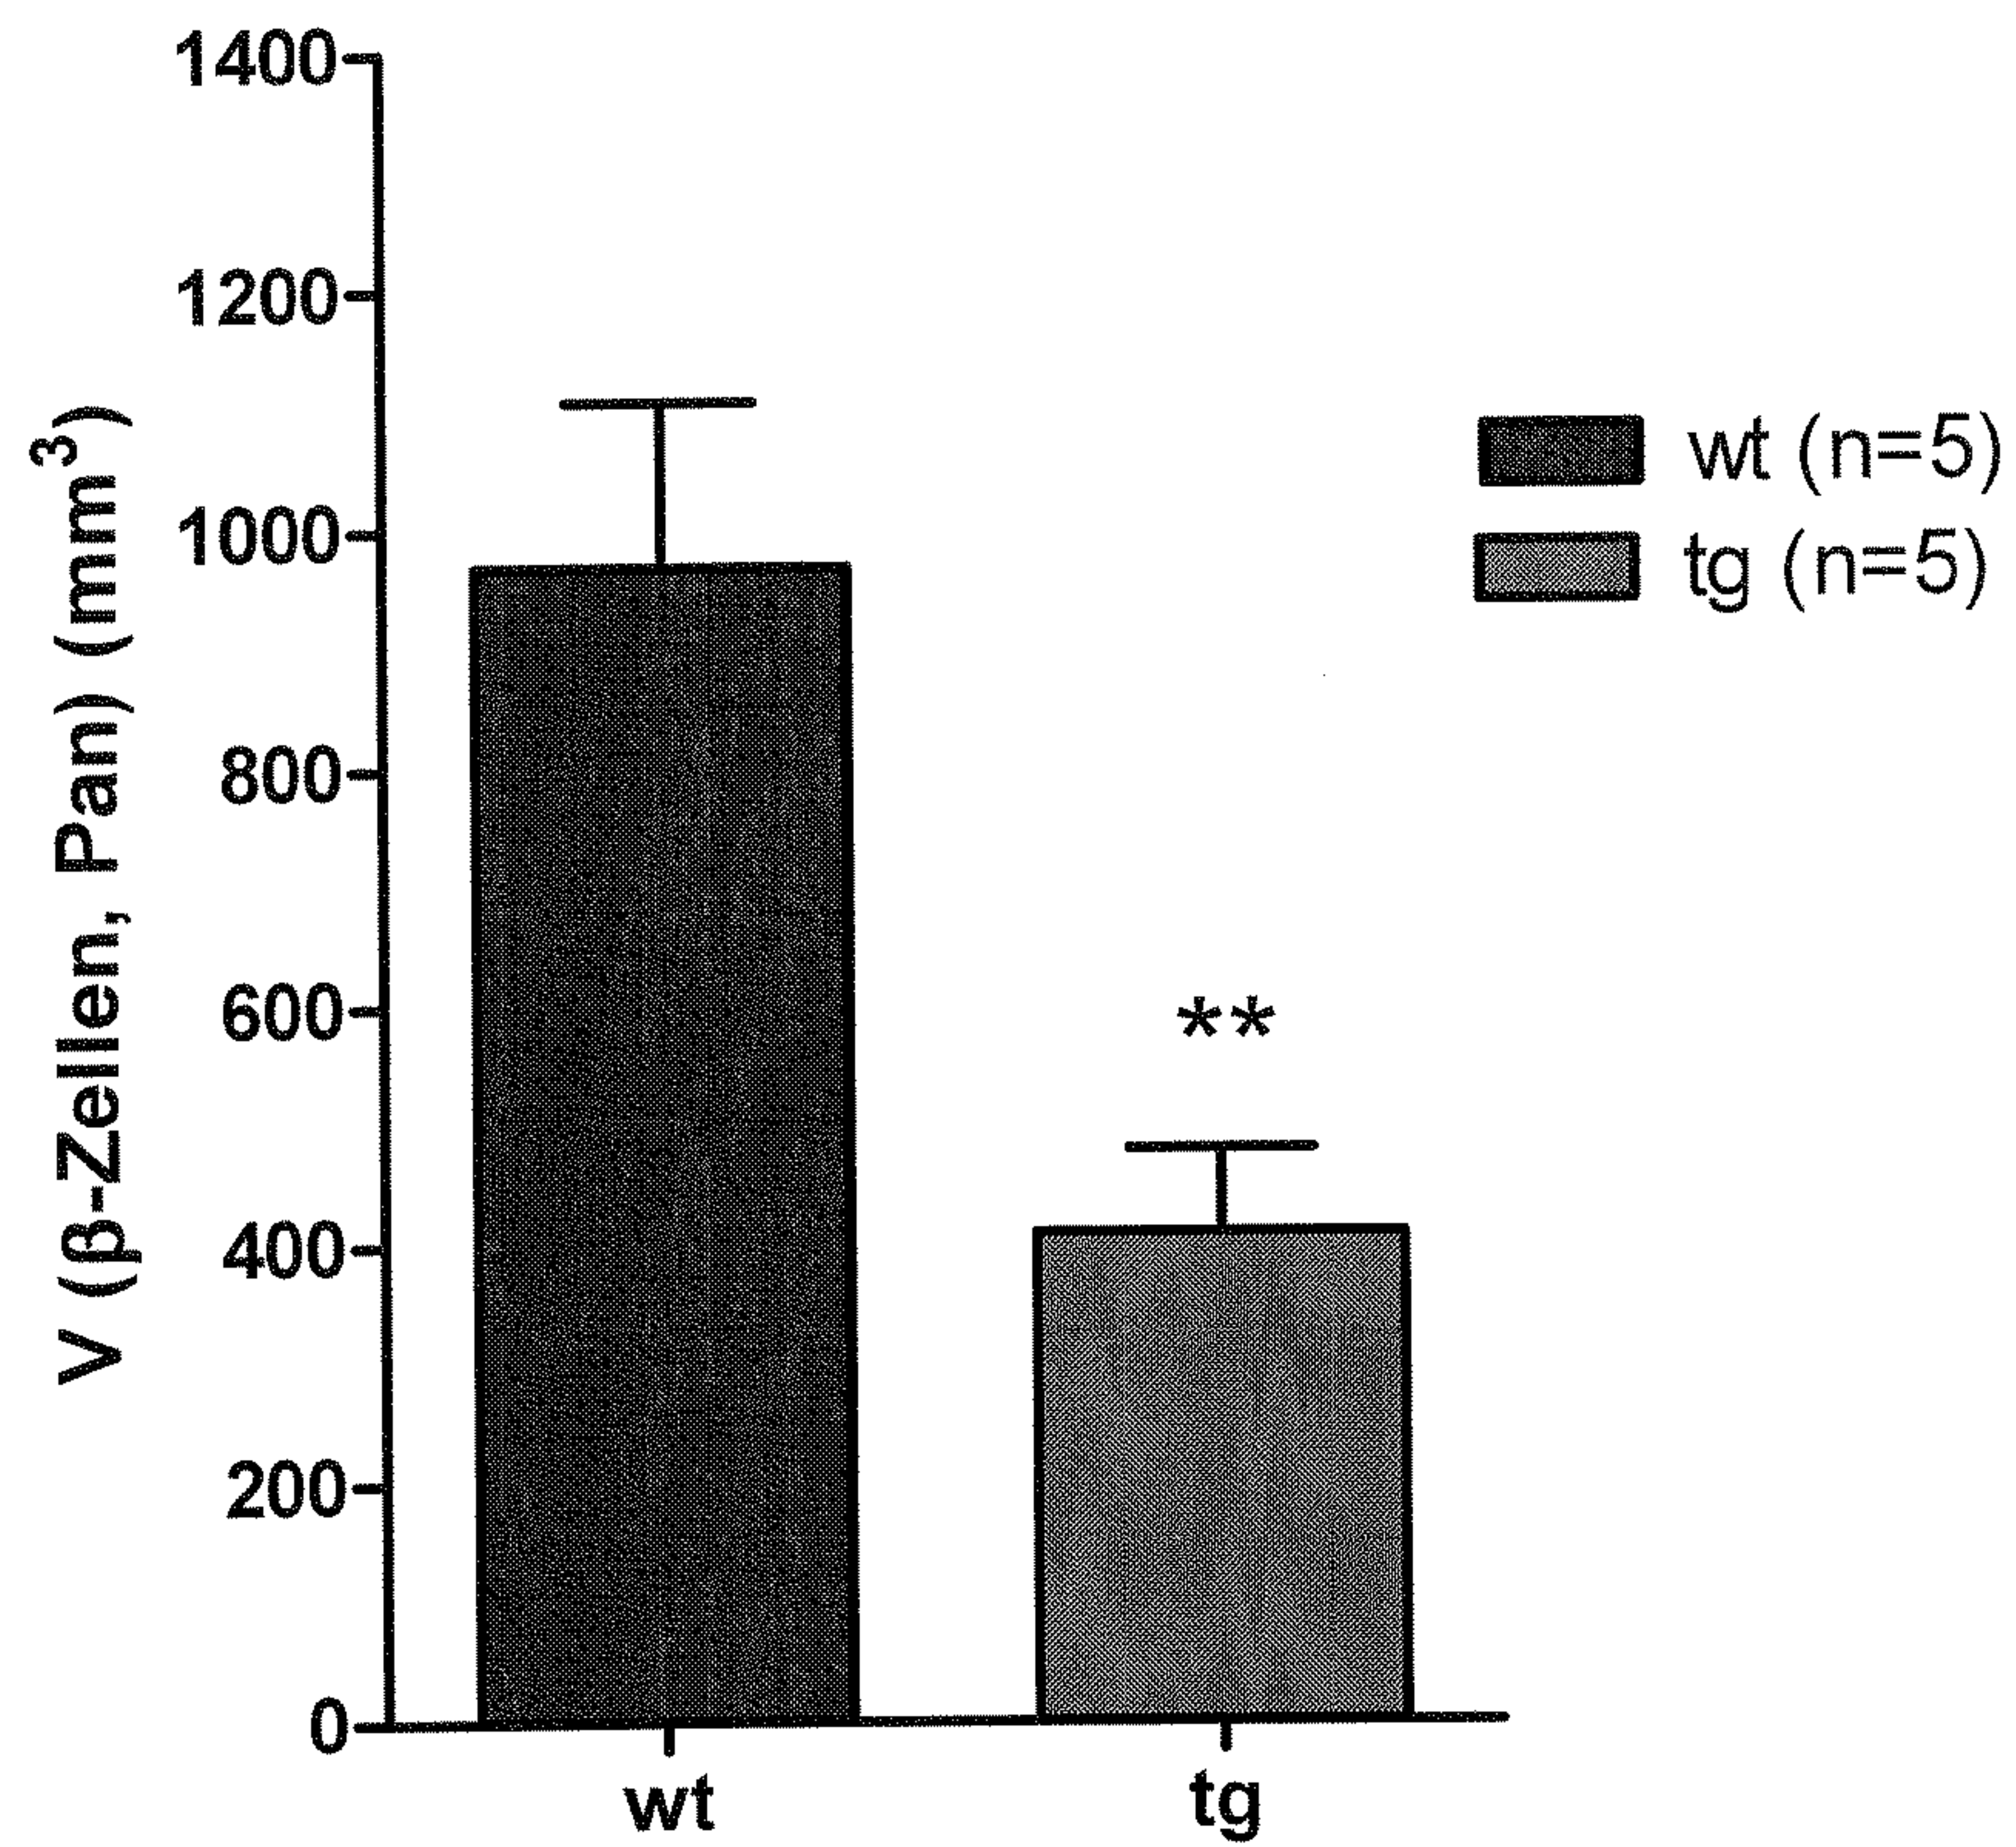 V (β-Zellen, Pan) (mm³)
1400
1200
1000
800
600
400
200
0
**
wt
tg
wt (n=5)
tg (n=5)